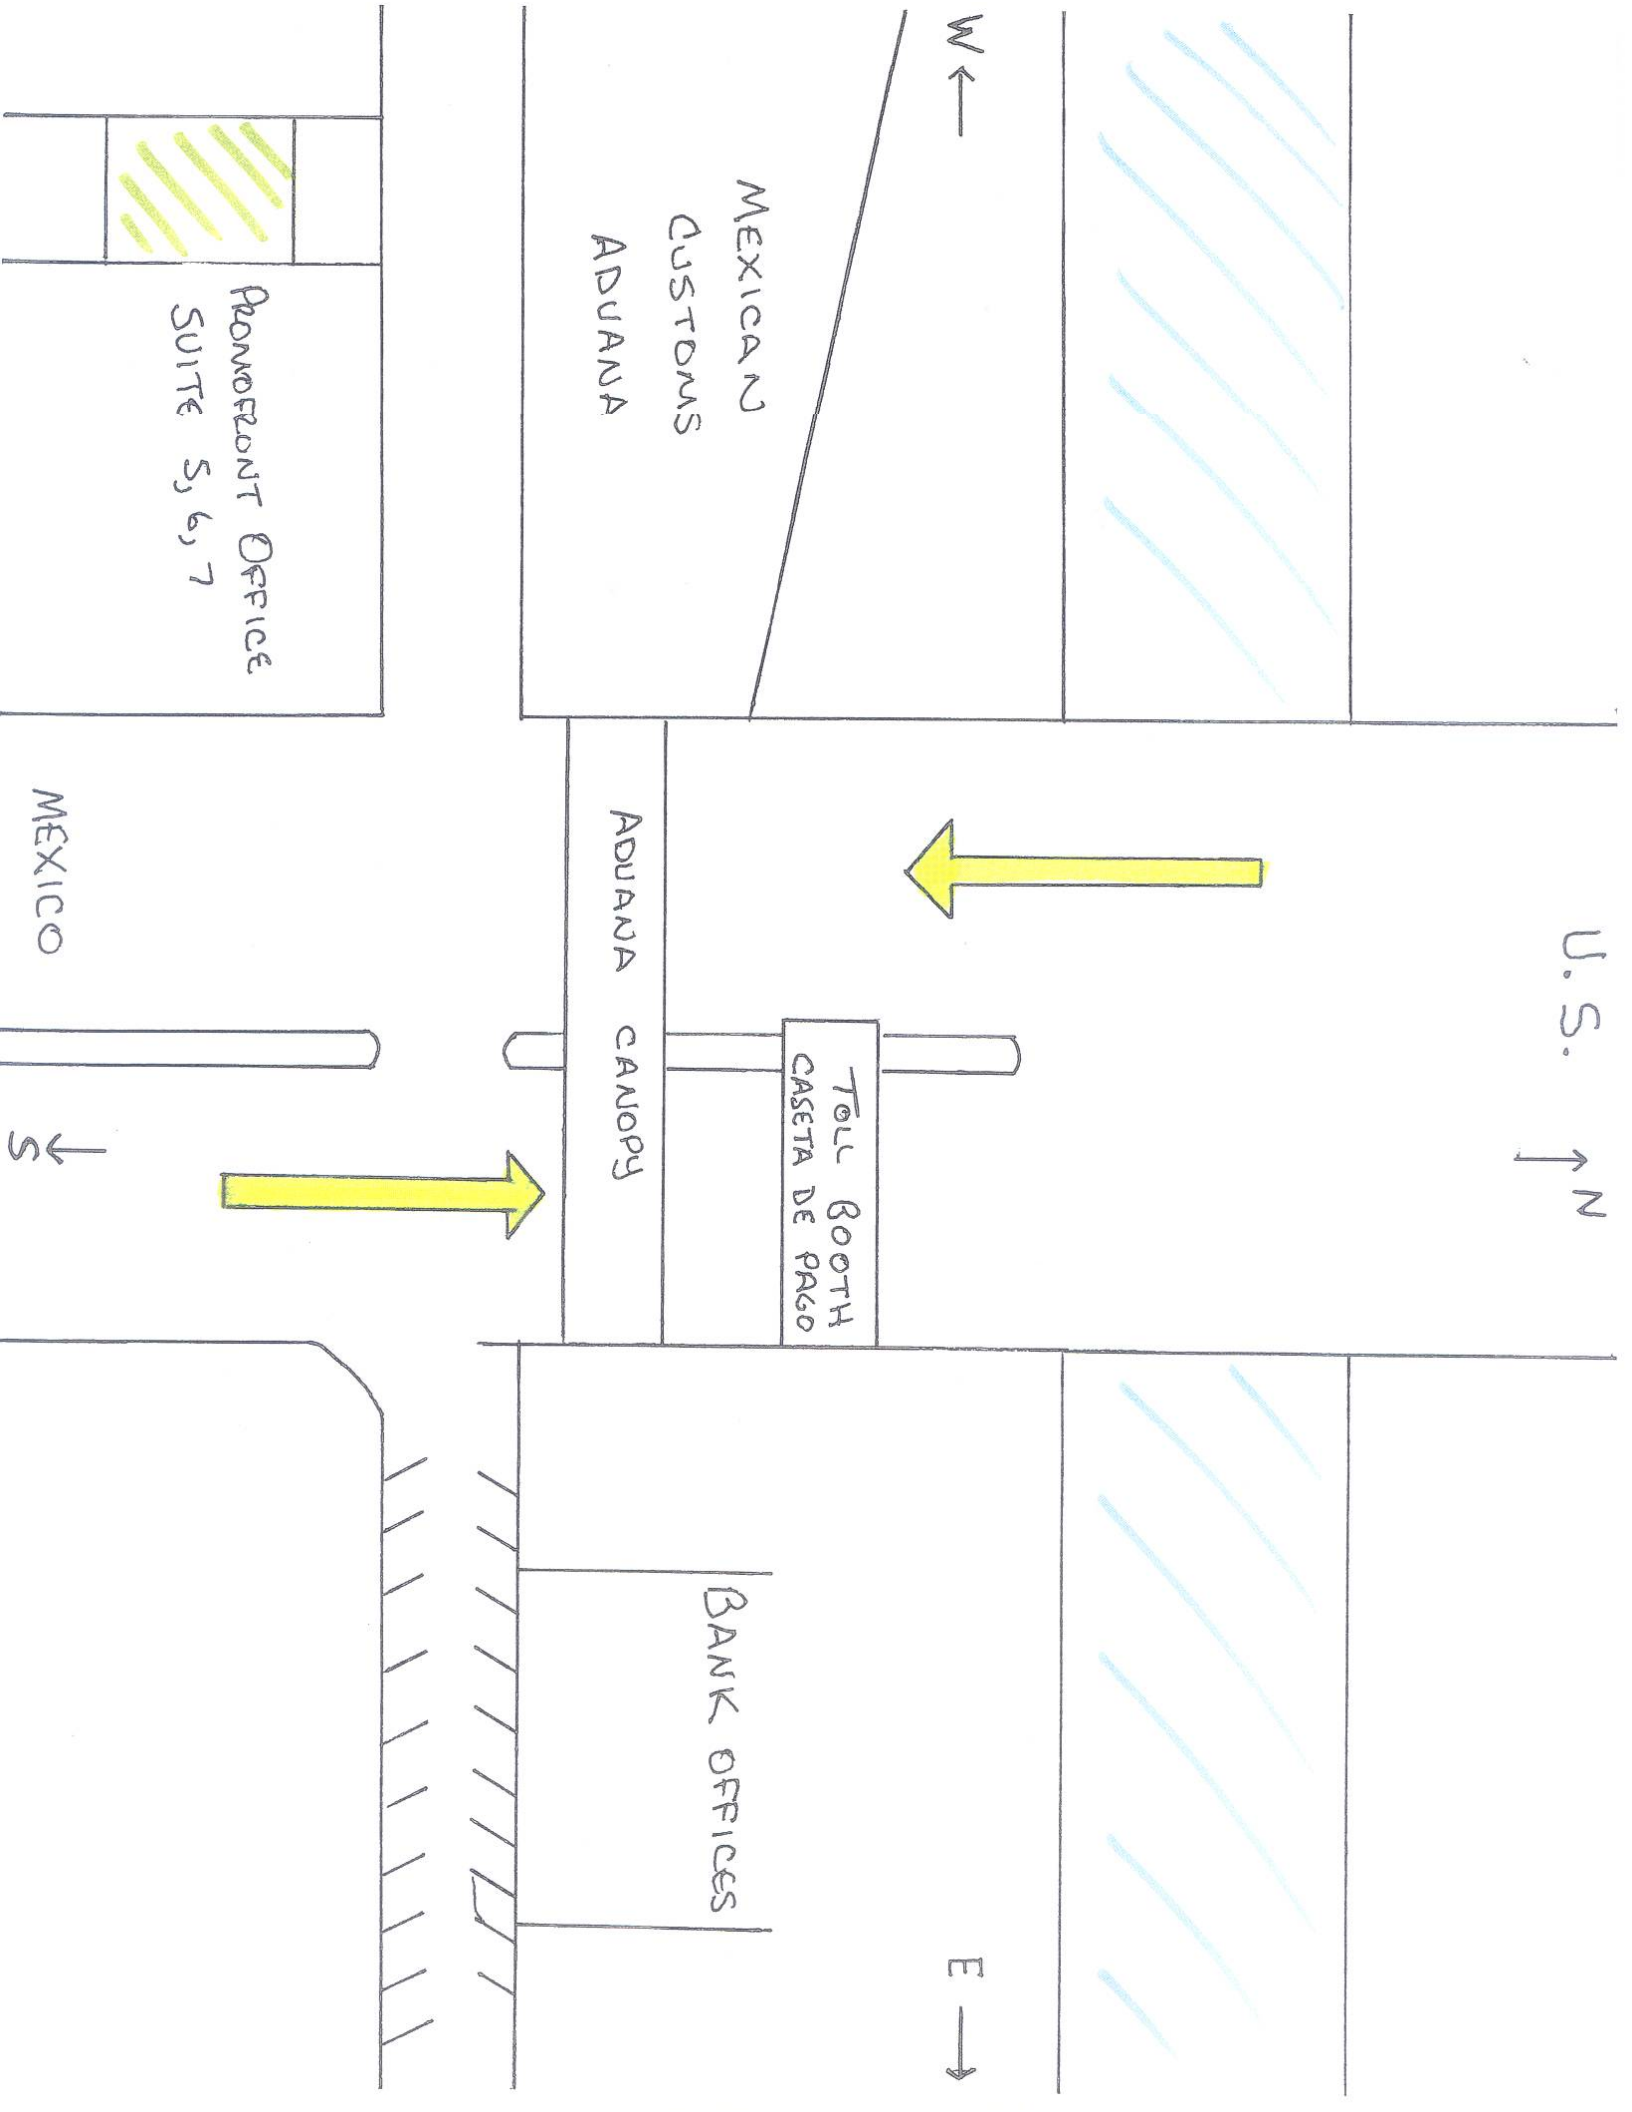 U.S.
N
W
E
MEXICAN
CUSTOMS
ADUANA
TOLL BOOTH
CASETA DE PAGO
BANK OFFICES
ADUANA CANOPY
PROMOFRONT OFFICE
SUITE 5, 6, 7
MEXICO
S